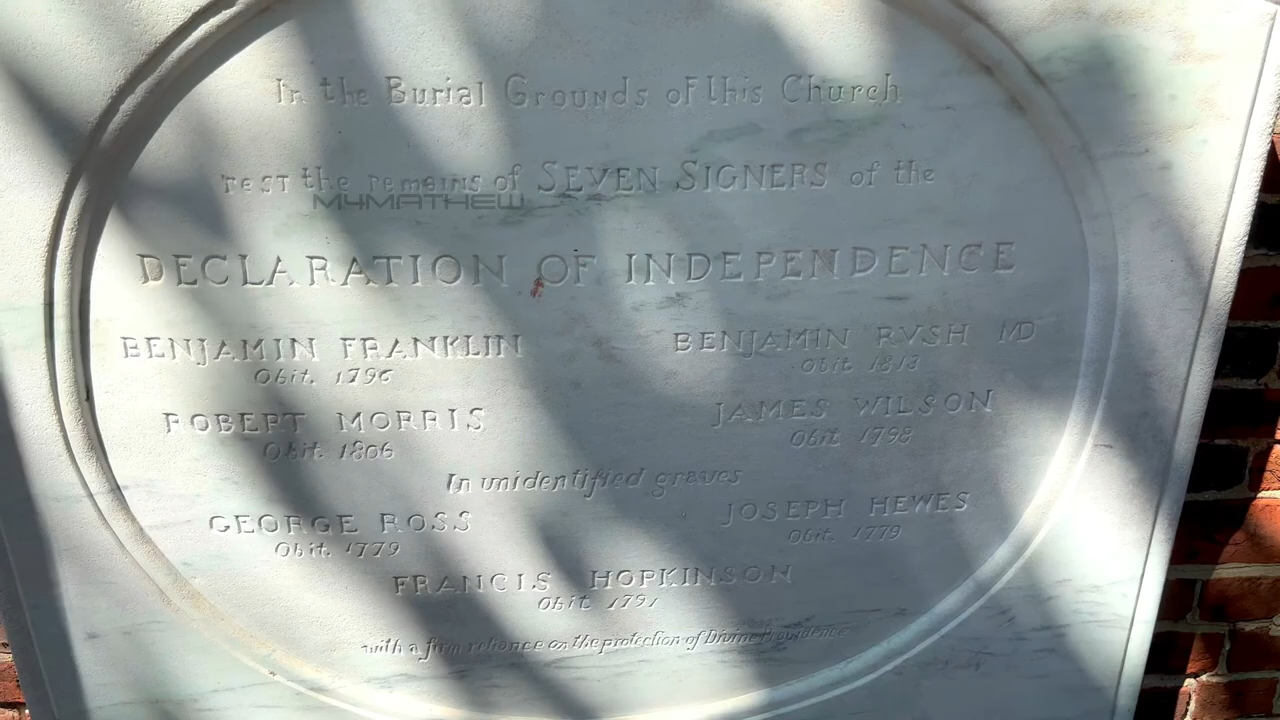 In the Burial Grounds of this Church
rest the remains of SEVEN SIGNERS of the
M4MATHEW
DECLARATION OF INDEPENDENCE
BENJAMIN FRANKLIN
Obit. 1790
BENJAMIN RVSH MD
Obit 1813
ROBERT MORRIS
Obit. 1806
JAMES WILSON
Obit. 1798
In unidentified graves
GEORGE ROSS
Obit. 1779
JOSEPH HEWES
Obit. 1779
FRANCIS HOPKINSON
Obit 1791
with a firm reliance on the protection of Divine Providence